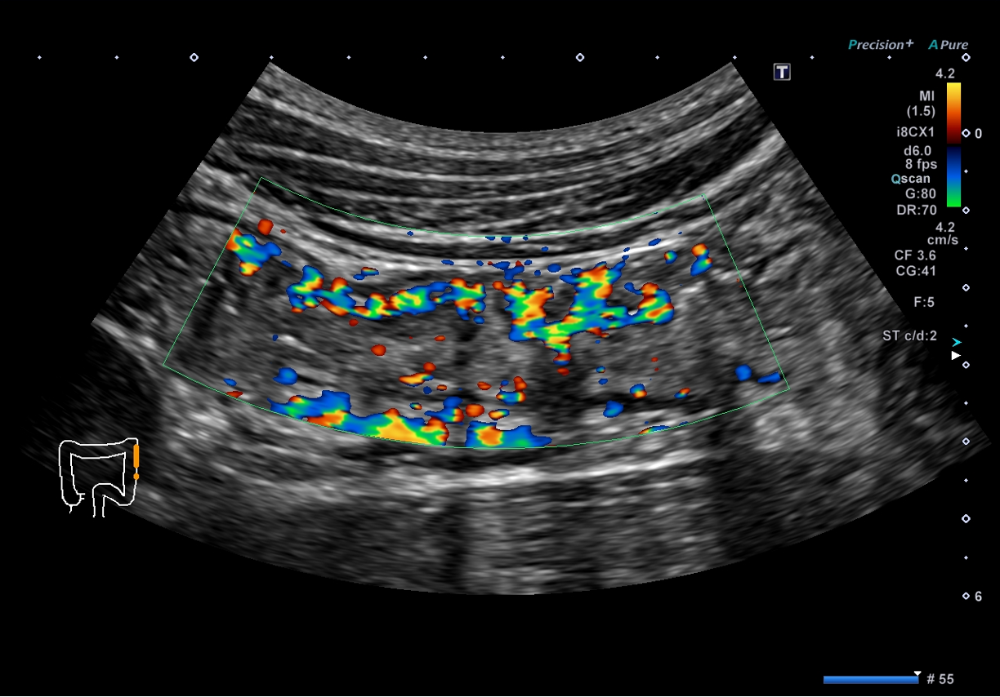 Precision+ A Pure
T
4.2
MI
(1.5)
i8CX1
0
d6.0
8 fps
Qscan
G:80
DR:70
4.2
cm/s
CF 3.6
CG:41
F:5
ST c/d:2
6
# 55